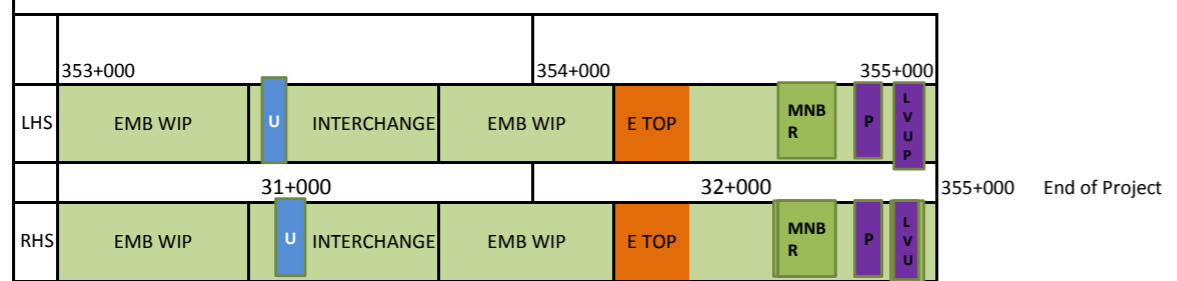 353+000 354+000 355+000
LHS EMB WIP U INTERCHANGE EMB WIP E TOP MNB R P L V U P
31+000 32+000 355+000 End of Project
RHS EMB WIP U INTERCHANGE EMB WIP E TOP MNB R P L V U